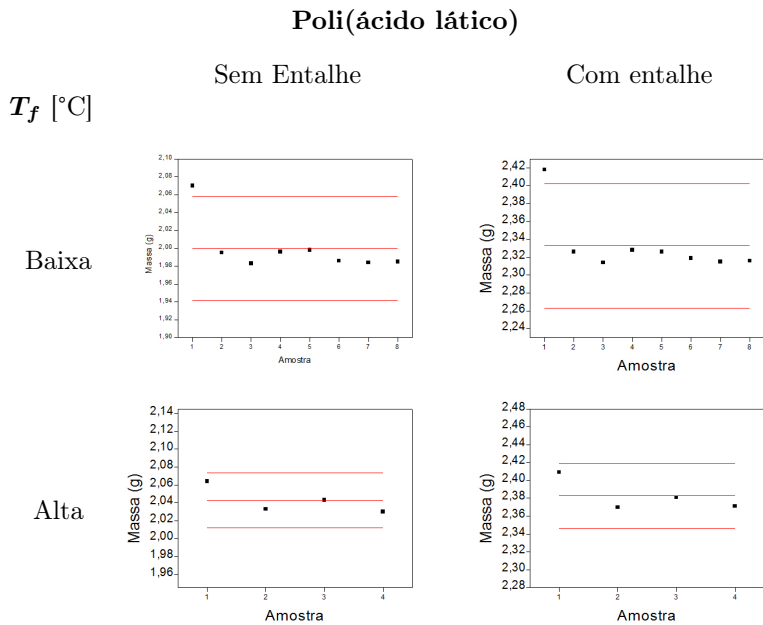 Poli(ácido lático)
Sem Entalhe
Com entalhe
T_f [°C]
Baixa
2,10
2,08
2,06
2,04
2,02
2,00
1,98
1,96
1,94
1,92
1,90
Massa (g)
1 2 3 4 5 6 7 8
Amostra
2,42
2,40
2,38
2,36
2,34
2,32
2,30
2,28
2,26
2,24
Massa (g)
1 2 3 4 5 6 7 8
Amostra
Alta
2,14
2,12
2,10
2,08
2,06
2,04
2,02
2,00
1,98
1,96
Massa (g)
1 2 3 4
Amostra
2,48
2,46
2,44
2,42
2,40
2,38
2,36
2,34
2,32
2,30
2,28
Massa (g)
1 2 3 4
Amostra